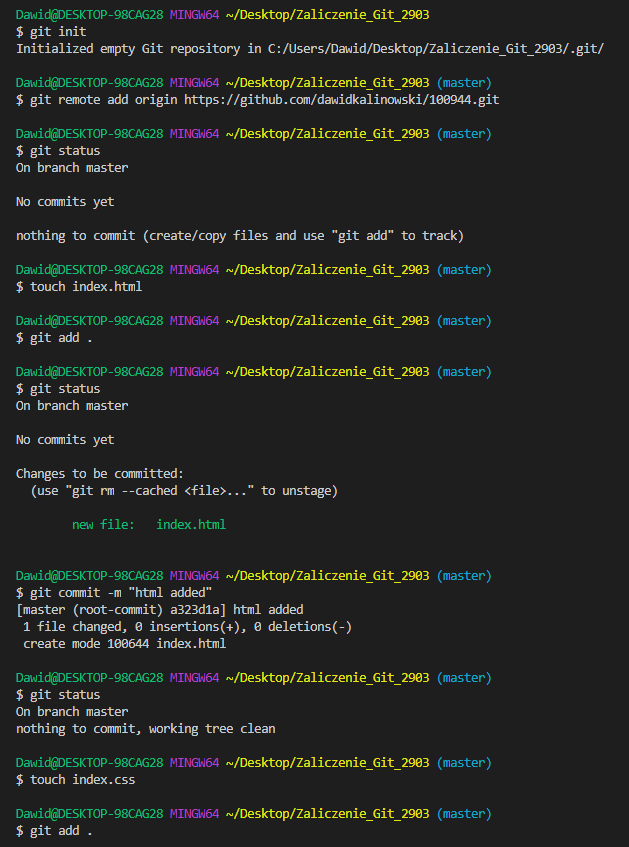 Dawid@DESKTOP-98CAG28 MINGW64 ~/Desktop/Zaliczenie_Git_2903
$ git init
Initialized empty Git repository in C:/Users/Dawid/Desktop/Zaliczenie_Git_2903/.git/
Dawid@DESKTOP-98CAG28 MINGW64 ~/Desktop/Zaliczenie_Git_2903 (master)
$ git remote add origin https://github.com/dawidkalinowski/100944.git
Dawid@DESKTOP-98CAG28 MINGW64 ~/Desktop/Zaliczenie_Git_2903 (master)
$ git status
On branch master
No commits yet
nothing to commit (create/copy files and use "git add" to track)
Dawid@DESKTOP-98CAG28 MINGW64 ~/Desktop/Zaliczenie_Git_2903 (master)
$ touch index.html
Dawid@DESKTOP-98CAG28 MINGW64 ~/Desktop/Zaliczenie_Git_2903 (master)
$ git add .
Dawid@DESKTOP-98CAG28 MINGW64 ~/Desktop/Zaliczenie_Git_2903 (master)
$ git status
On branch master
No commits yet
Changes to be committed:
  (use "git rm --cached <file>..." to unstage)
        new file:   index.html
Dawid@DESKTOP-98CAG28 MINGW64 ~/Desktop/Zaliczenie_Git_2903 (master)
$ git commit -m "html added"
[master (root-commit) a323d1a] html added
 1 file changed, 0 insertions(+), 0 deletions(-)
 create mode 100644 index.html
Dawid@DESKTOP-98CAG28 MINGW64 ~/Desktop/Zaliczenie_Git_2903 (master)
$ git status
On branch master
nothing to commit, working tree clean
Dawid@DESKTOP-98CAG28 MINGW64 ~/Desktop/Zaliczenie_Git_2903 (master)
$ touch index.css
Dawid@DESKTOP-98CAG28 MINGW64 ~/Desktop/Zaliczenie_Git_2903 (master)
$ git add .